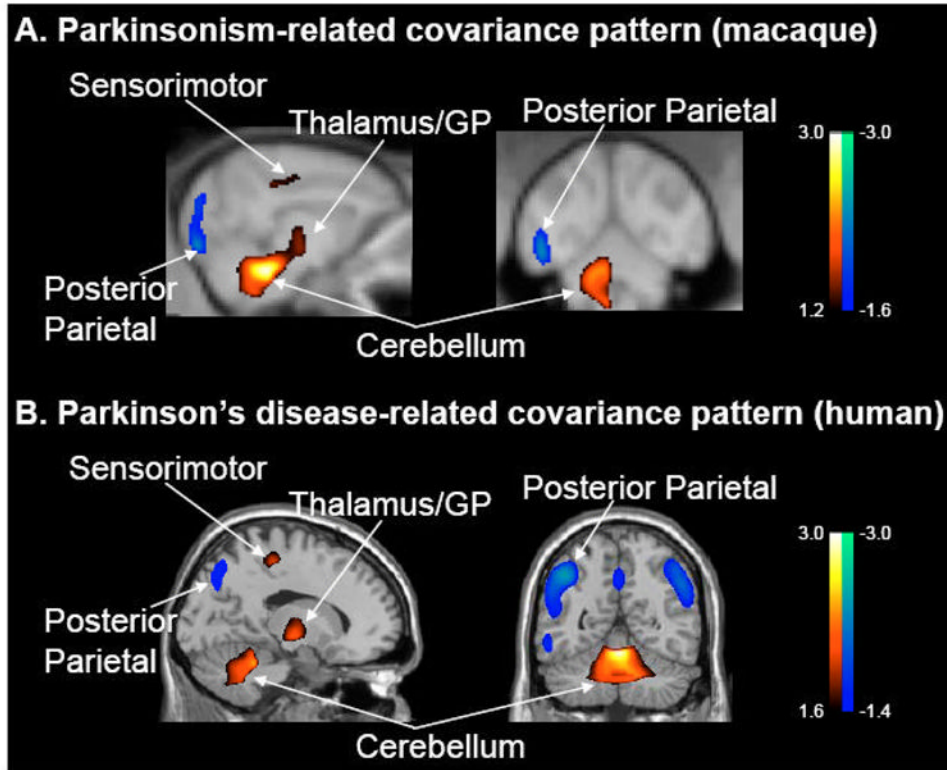 A. Parkinsonism-related covariance pattern (macaque)
Sensorimotor
Thalamus/GP
Posterior Parietal
3.0
-3.0
Posterior
Parietal
1.2
-1.6
Cerebellum
B. Parkinson's disease-related covariance pattern (human)
Sensorimotor
Thalamus/GP
Posterior Parietal
3.0
-3.0
Posterior
Parietal
1.6
-1.4
Cerebellum